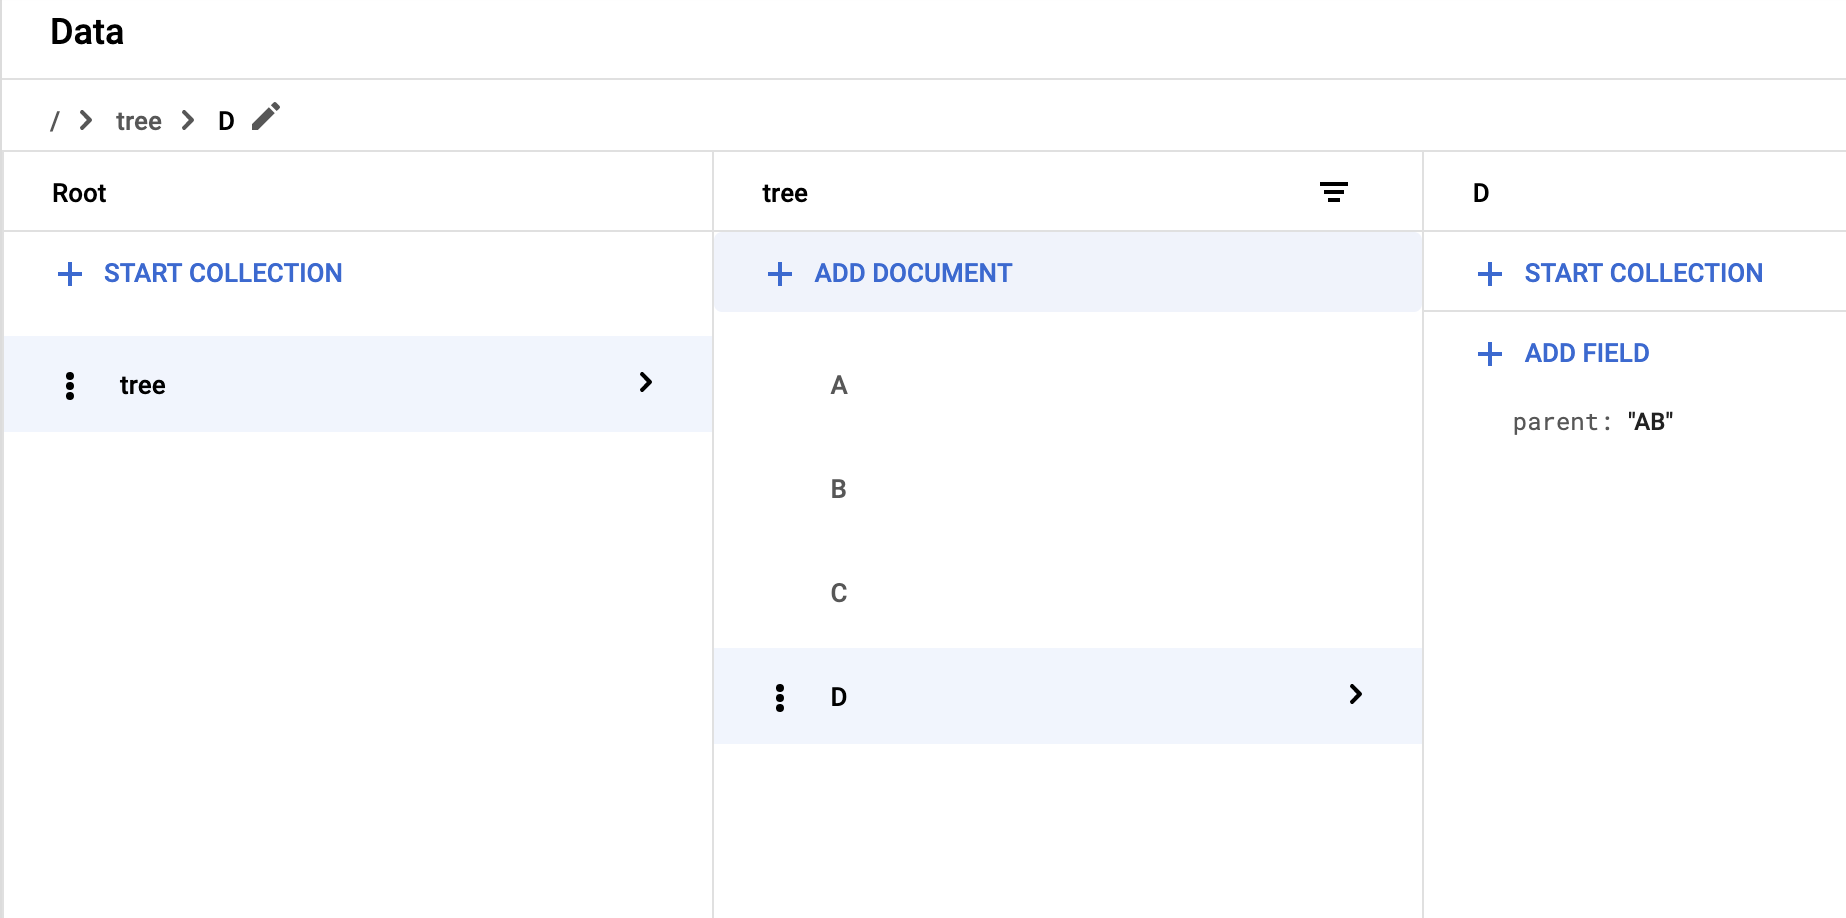 Data
/ > tree > D
Root
tree
D
+ START COLLECTION
+ ADD DOCUMENT
+ START COLLECTION
tree
A
+ ADD FIELD
parent: "AB"
B
C
D